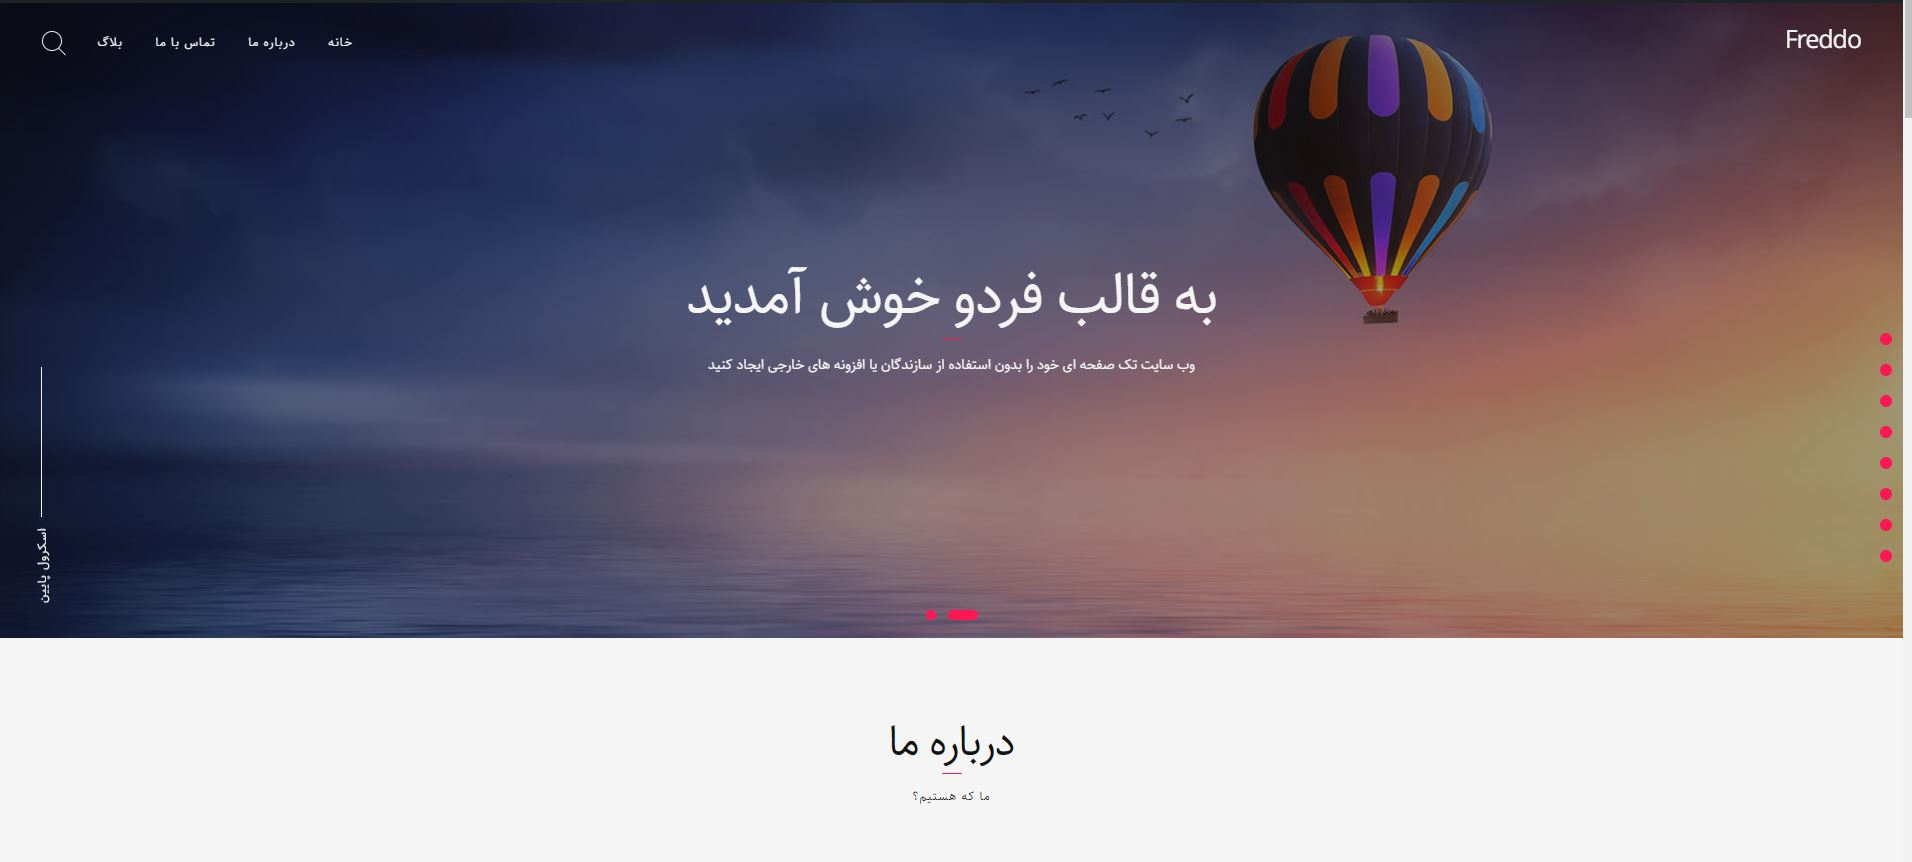 Freddo
خانه
درباره ما
تماس با ما
بلاگ
به قالب فردو خوش آمدید
وب سایت تک صفحه ای خود را بدون استفاده از سازندگان یا افزونه های خارجی ایجاد کنید
اسکرول پایین
درباره ما
ما که هستیم؟